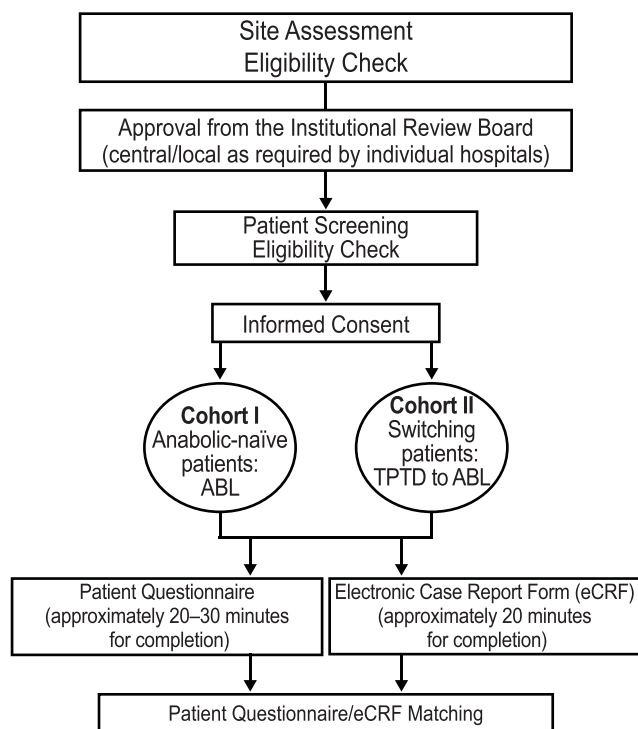 Site Assessment
Eligibility Check
Approval from the Institutional Review Board
(central/local as required by individual hospitals)
Patient Screening
Eligibility Check
Informed Consent
Cohort I
Anabolic-naïve
patients:
ABL
Cohort II
Switching
patients:
TPTD to ABL
Patient Questionnaire
(approximately 20–30 minutes
for completion)
Electronic Case Report Form (eCRF)
(approximately 20 minutes
for completion)
Patient Questionnaire/eCRF Matching